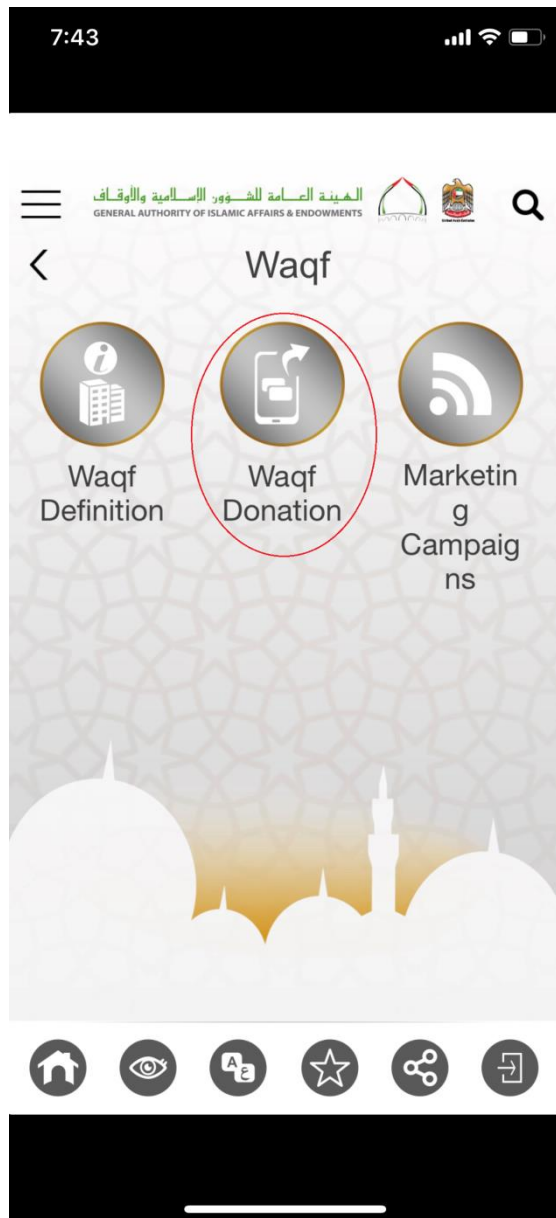 7:43
الهيئة العامة للشؤون الإسلامية والأوقاف
GENERAL AUTHORITY OF ISLAMIC AFFAIRS & ENDOWMENTS
Waqf
Waqf
Definition
Waqf
Donation
Marketin
g
Campaig
ns
A
ع